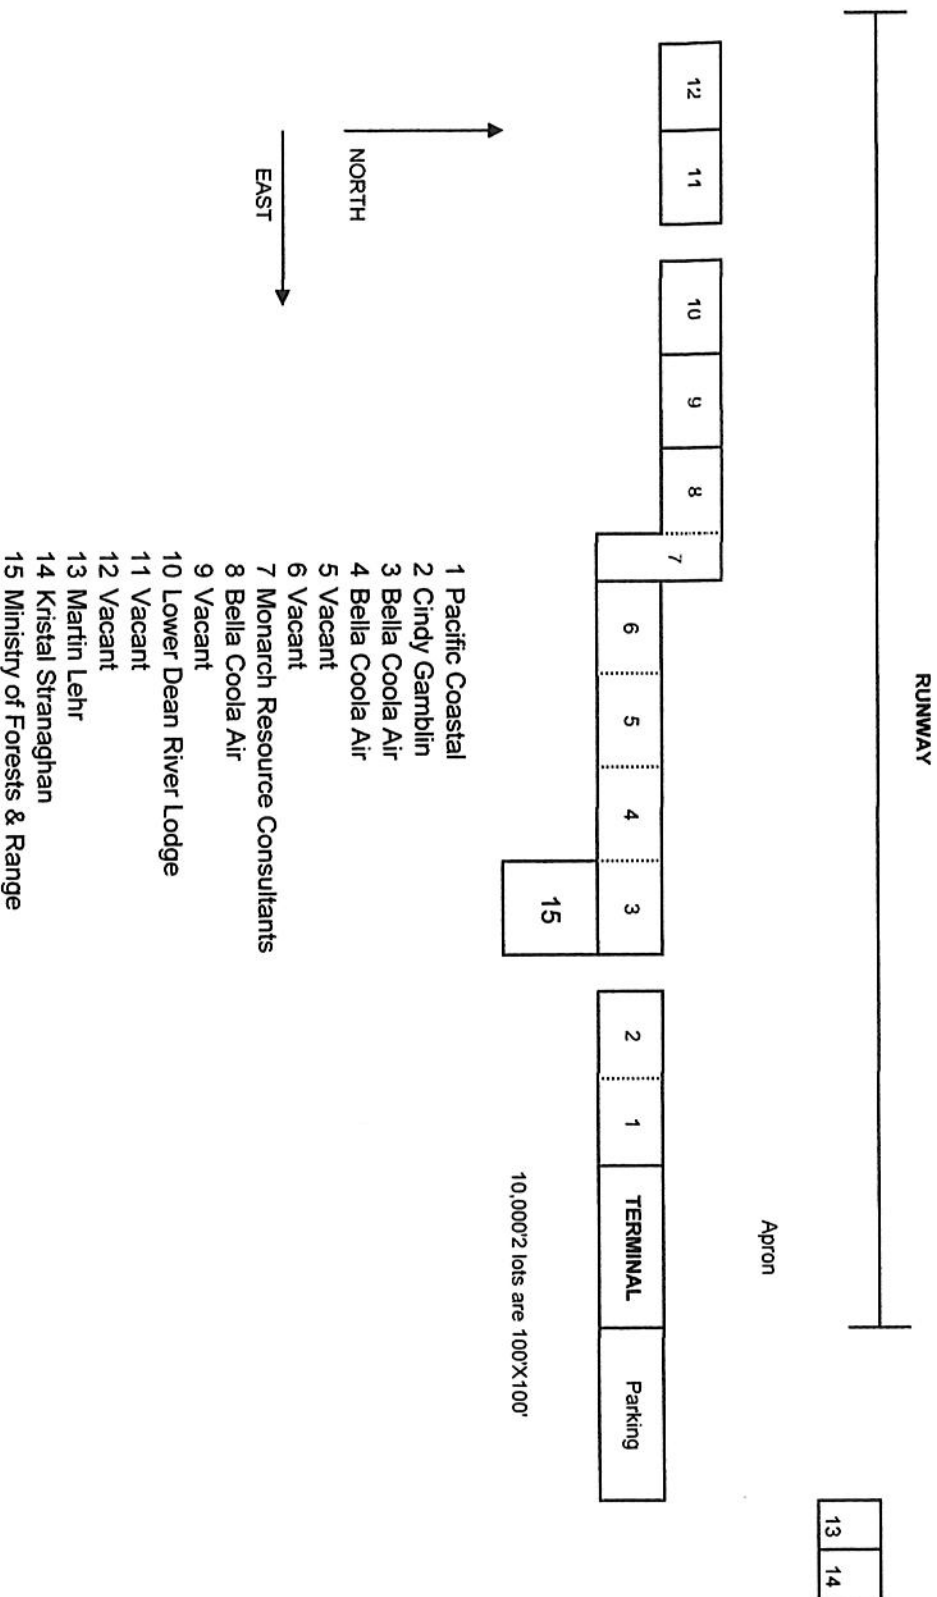 RUNWAY
Apron
12
11
10
9
8
7
6
5
4
3
2
1
TERMINAL
Parking
13
14
15
NORTH
EAST
10,000'2 lots are 100'X100'
1 Pacific Coastal
2 Cindy Gamblin
3 Bella Coola Air
4 Bella Coola Air
5 Vacant
6 Vacant
7 Monarch Resource Consultants
8 Bella Coola Air
9 Vacant
10 Lower Dean River Lodge
11 Vacant
12 Vacant
13 Martin Lehr
14 Kristal Stranaghan
15 Ministry of Forests & Range